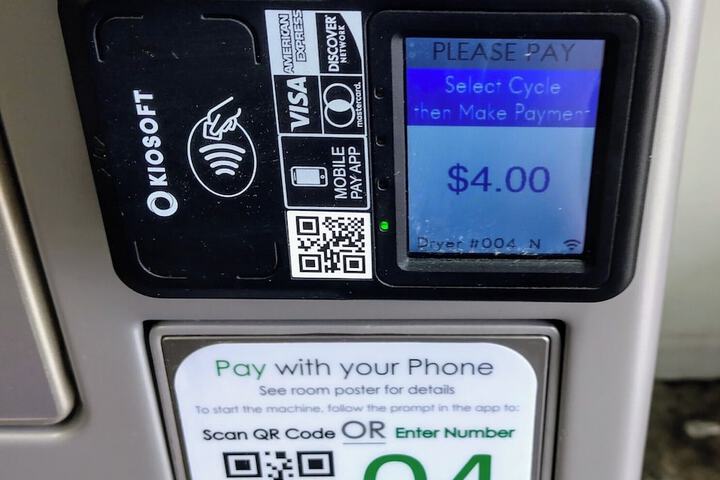 KIOSOFT
AMERICAN
EXPRESS
DISCOVER
NETWORK
VISA
mastercard.
MOBILE
PAY APP
PLEASE PAY
Select Cycle
then Make Payment
$4.00
Dryer #004 N
Pay with your Phone
See room poster for details
To start the machine, follow the prompt in the app to:
Scan QR Code OR Enter Number
04